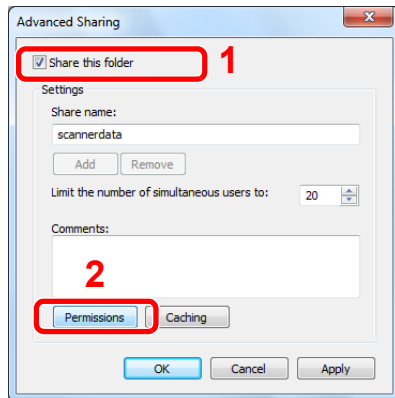 Advanced Sharing
Share this folder
1
Settings
Share name:
scannerdata
Add Remove
Limit the number of simultaneous users to: 20
Comments:
2
Permissions Caching
OK Cancel Apply